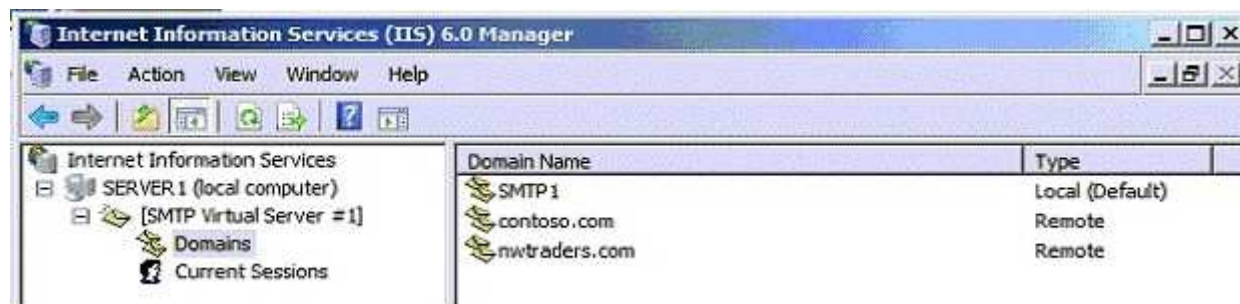 Internet Information Services (IIS) 6.0 Manager
File Action View Window Help
Internet Information Services
SERVER1 (local computer)
[SMTP Virtual Server #1]
Domains
Current Sessions
Domain Name Type
SMTP1 Local (Default)
contoso.com Remote
nwtraders.com Remote